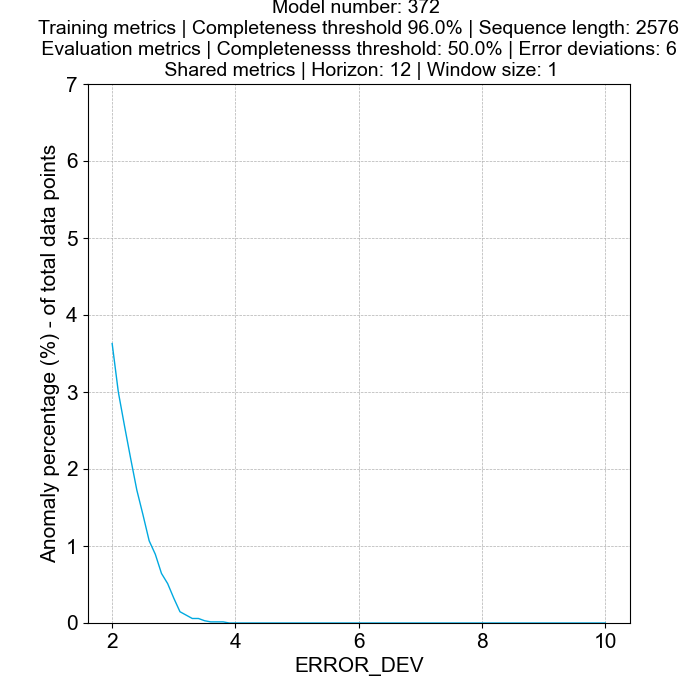 Model number: 372
Training metrics | Completeness threshold 96.0% | Sequence length: 2576
Evaluation metrics | Completenesss threshold: 50.0% | Error deviations: 6
Shared metrics | Horizon: 12 | Window size: 1
Anomaly percentage (%) - of total data points
7
6
5
4
3
2
1
0
2 4 6 8 10
ERROR_DEV